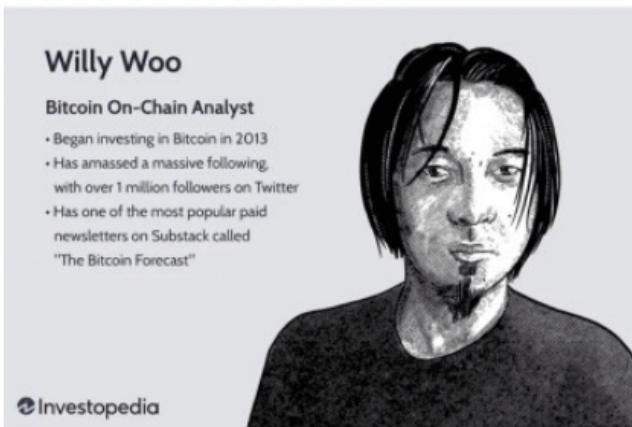 Willy Woo
Bitcoin On-Chain Analyst
• Began investing in Bitcoin in 2013
• Has amassed a massive following,
with over 1 million followers on Twitter
• Has one of the most popular paid
newsletters on Substack called
"The Bitcoin Forecast"
Investopedia